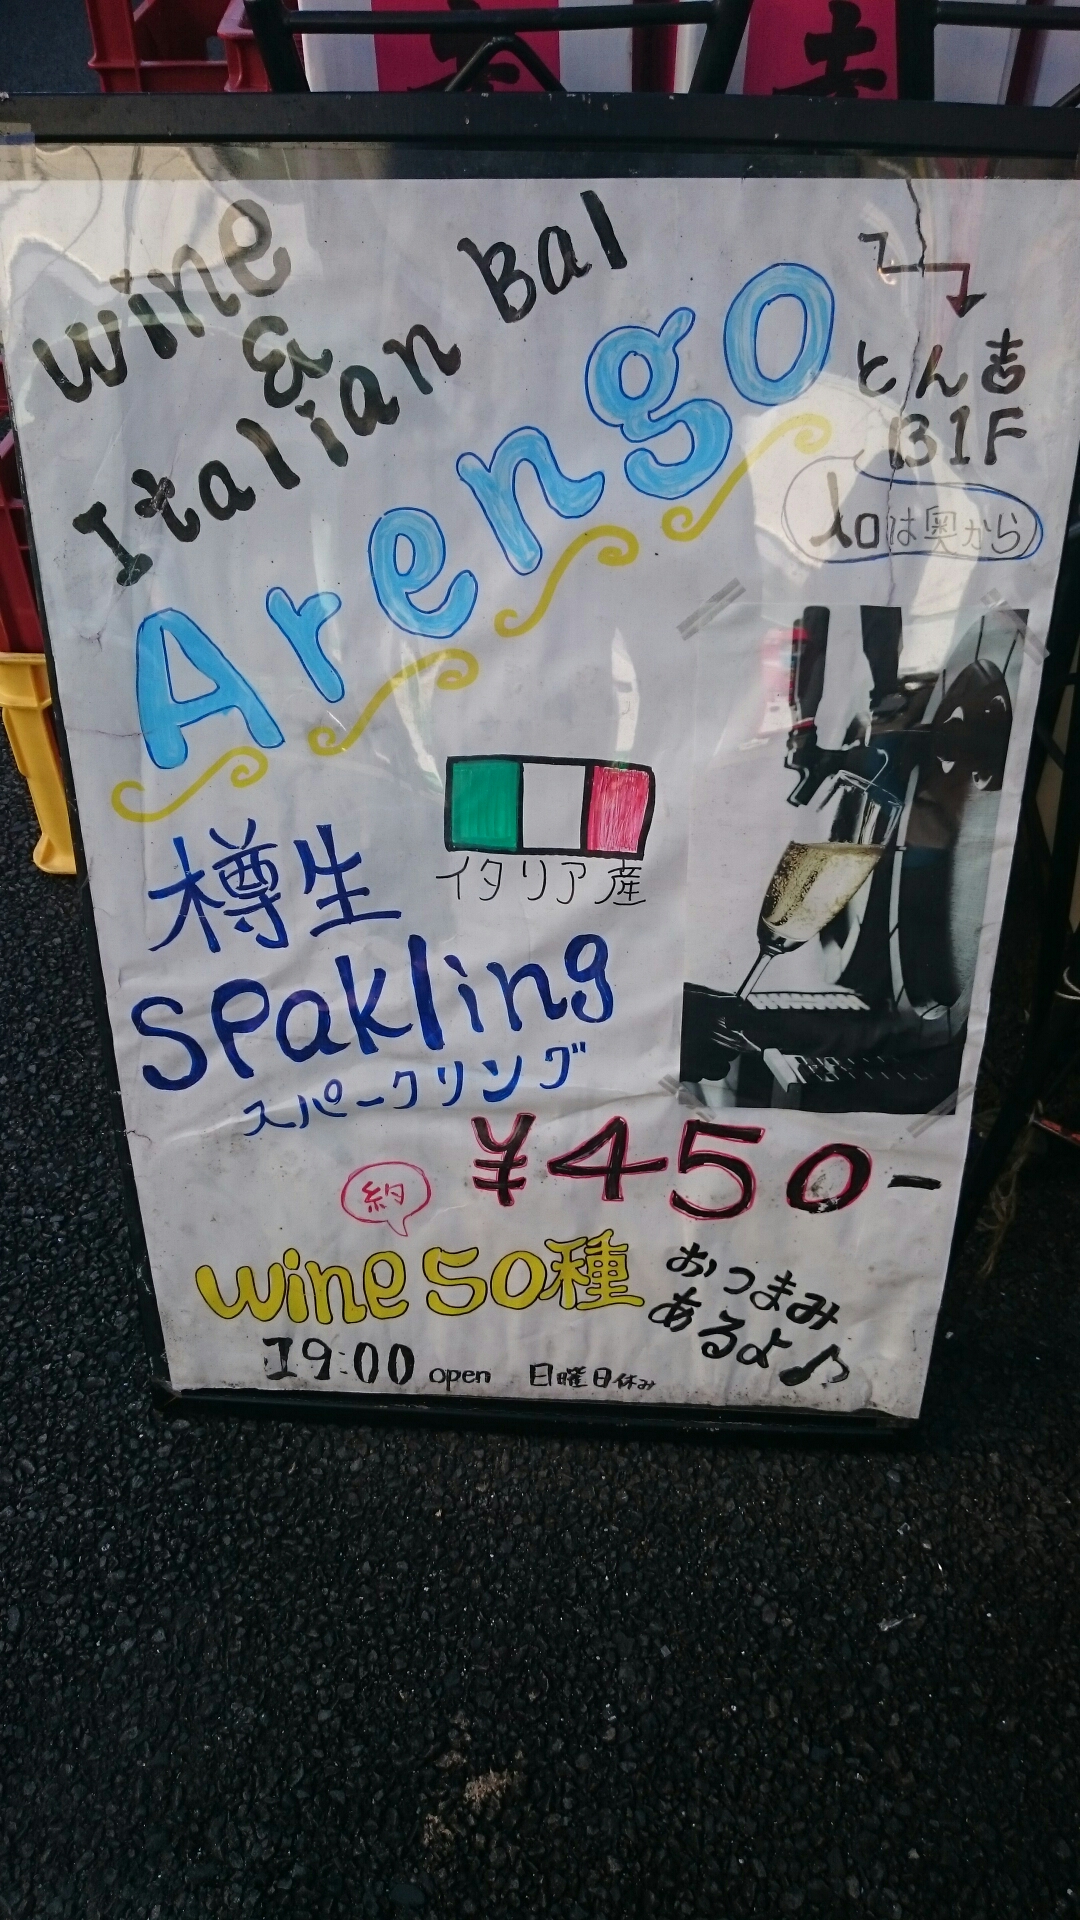 wine
&
Italian Bal
Arengo
とん吉
B1F
入口は奥から
イタリア産
樽生
SPakling
スパークリング
¥450-
約
wine 50種
おつまみ
あるよ♪
19:00 open 日曜日休み